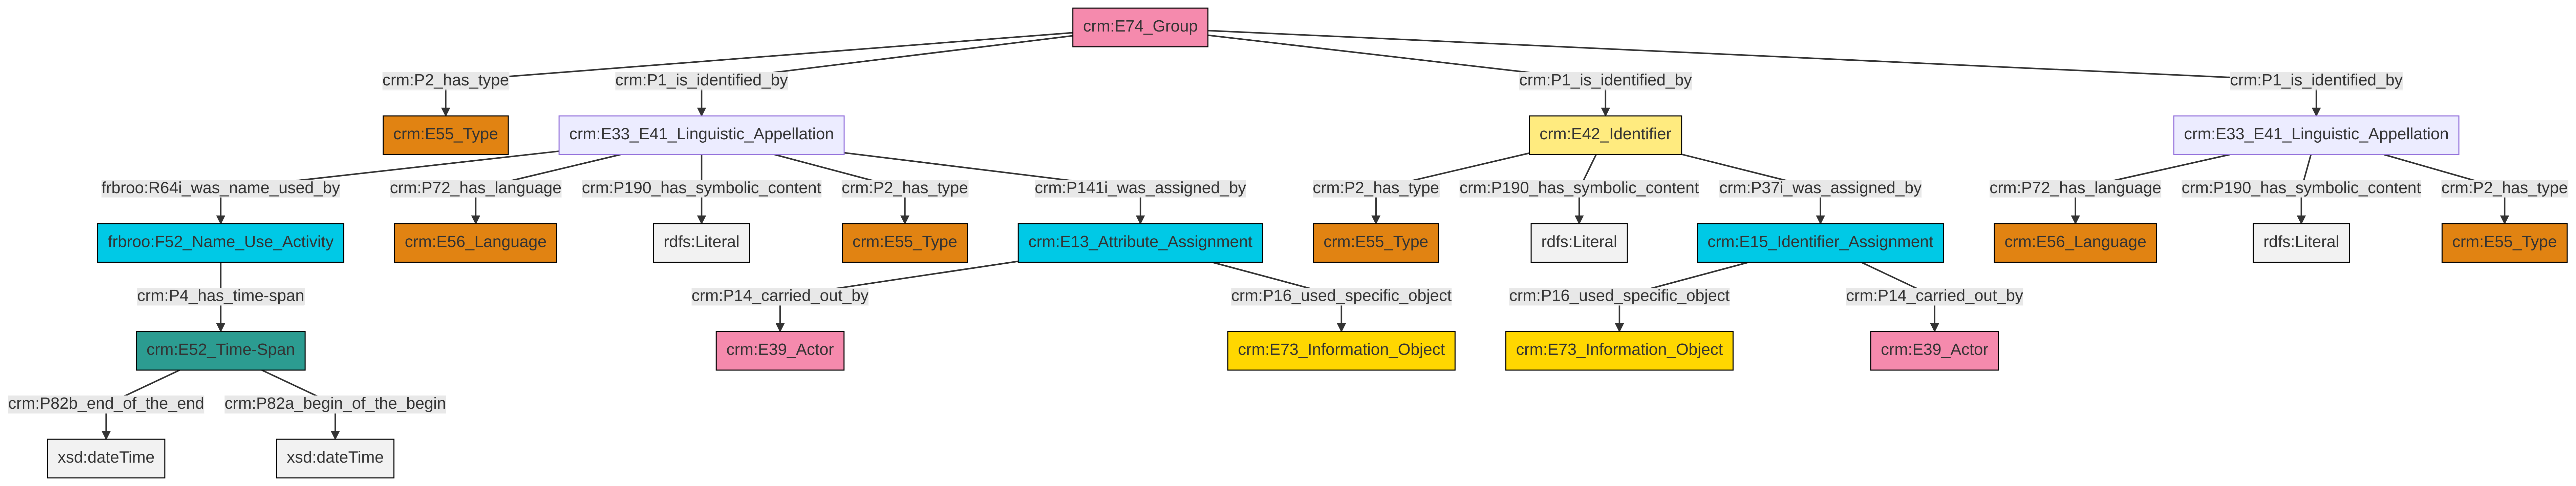 crm:E74_Group
crm:P2_has_type
crm:P1_is_identified_by
crm:P1_is_identified_by
crm:P1_is_identified_by
crm:E55_Type
crm:E33_E41_Linguistic_Appellation
crm:E42_Identifier
crm:E33_E41_Linguistic_Appellation
frbroo:R64i_was_name_used_by
crm:P72_has_language
crm:P190_has_symbolic_content
crm:P2_has_type
crm:P141i_was_assigned_by
crm:P2_has_type
crm:P190_has_symbolic_content
crm:P37i_was_assigned_by
crm:P72_has_language
crm:P190_has_symbolic_content
crm:P2_has_type
frbroo:F52_Name_Use_Activity
crm:E56_Language
rdfs:Literal
crm:E55_Type
crm:E13_Attribute_Assignment
crm:E55_Type
rdfs:Literal
crm:E15_Identifier_Assignment
crm:E56_Language
rdfs:Literal
crm:E55_Type
crm:P4_has_time-span
crm:P14_carried_out_by
crm:P16_used_specific_object
crm:P16_used_specific_object
crm:P14_carried_out_by
crm:E52_Time-Span
crm:E39_Actor
crm:E73_Information_Object
crm:E73_Information_Object
crm:E39_Actor
crm:P82b_end_of_the_end
crm:P82a_begin_of_the_begin
xsd:dateTime
xsd:dateTime